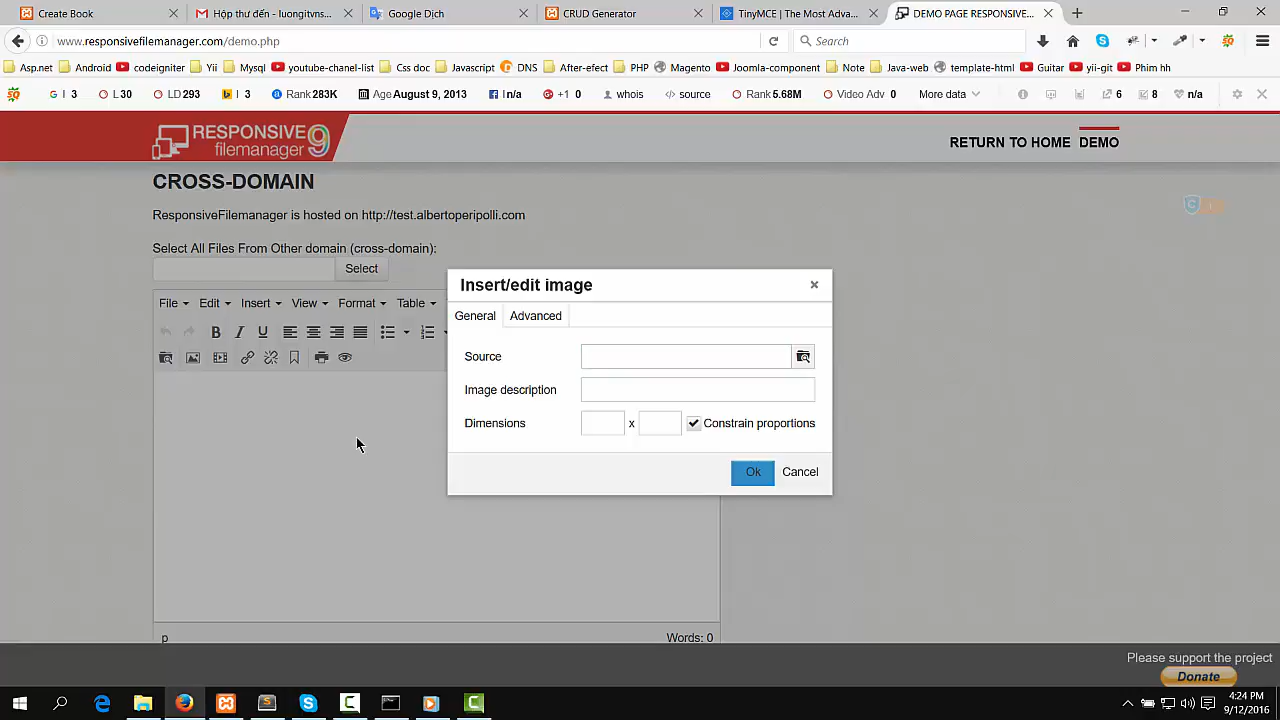 Create Book
Hộp thư đến - luongitvns...
Google Dịch
CRUD Generator
TinyMCE | The Most Adva...
DEMO PAGE RESPONSIVE...
www.responsivefilemanager.com/demo.php
Search
Asp.net Android codeigniter Yii Mysql youtube-chanel-list Css doc Javascript DNS After-efect PHP Magento Joomla-component Note Java-web template-html Guitar yii-git Phim hh
I 3 L 30 LD 293 I 3 Rank 283K Age August 9, 2013 I n/a +1 0 whois source Rank 5.68M Video Adv 0 More data 6 8 n/a
RESPONSIVE
filemanager 9
RETURN TO HOME DEMO
CROSS-DOMAIN
ResponsiveFilemanager is hosted on http://test.albertoperipolli.com
Select All Files From Other domain (cross-domain):
Select
File Edit Insert View Format Table
Insert/edit image
General Advanced
Source
Image description
Dimensions x Constrain proportions
Ok Cancel
p Words: 0
Please support the project
Donate
4:24 PM
9/12/2016